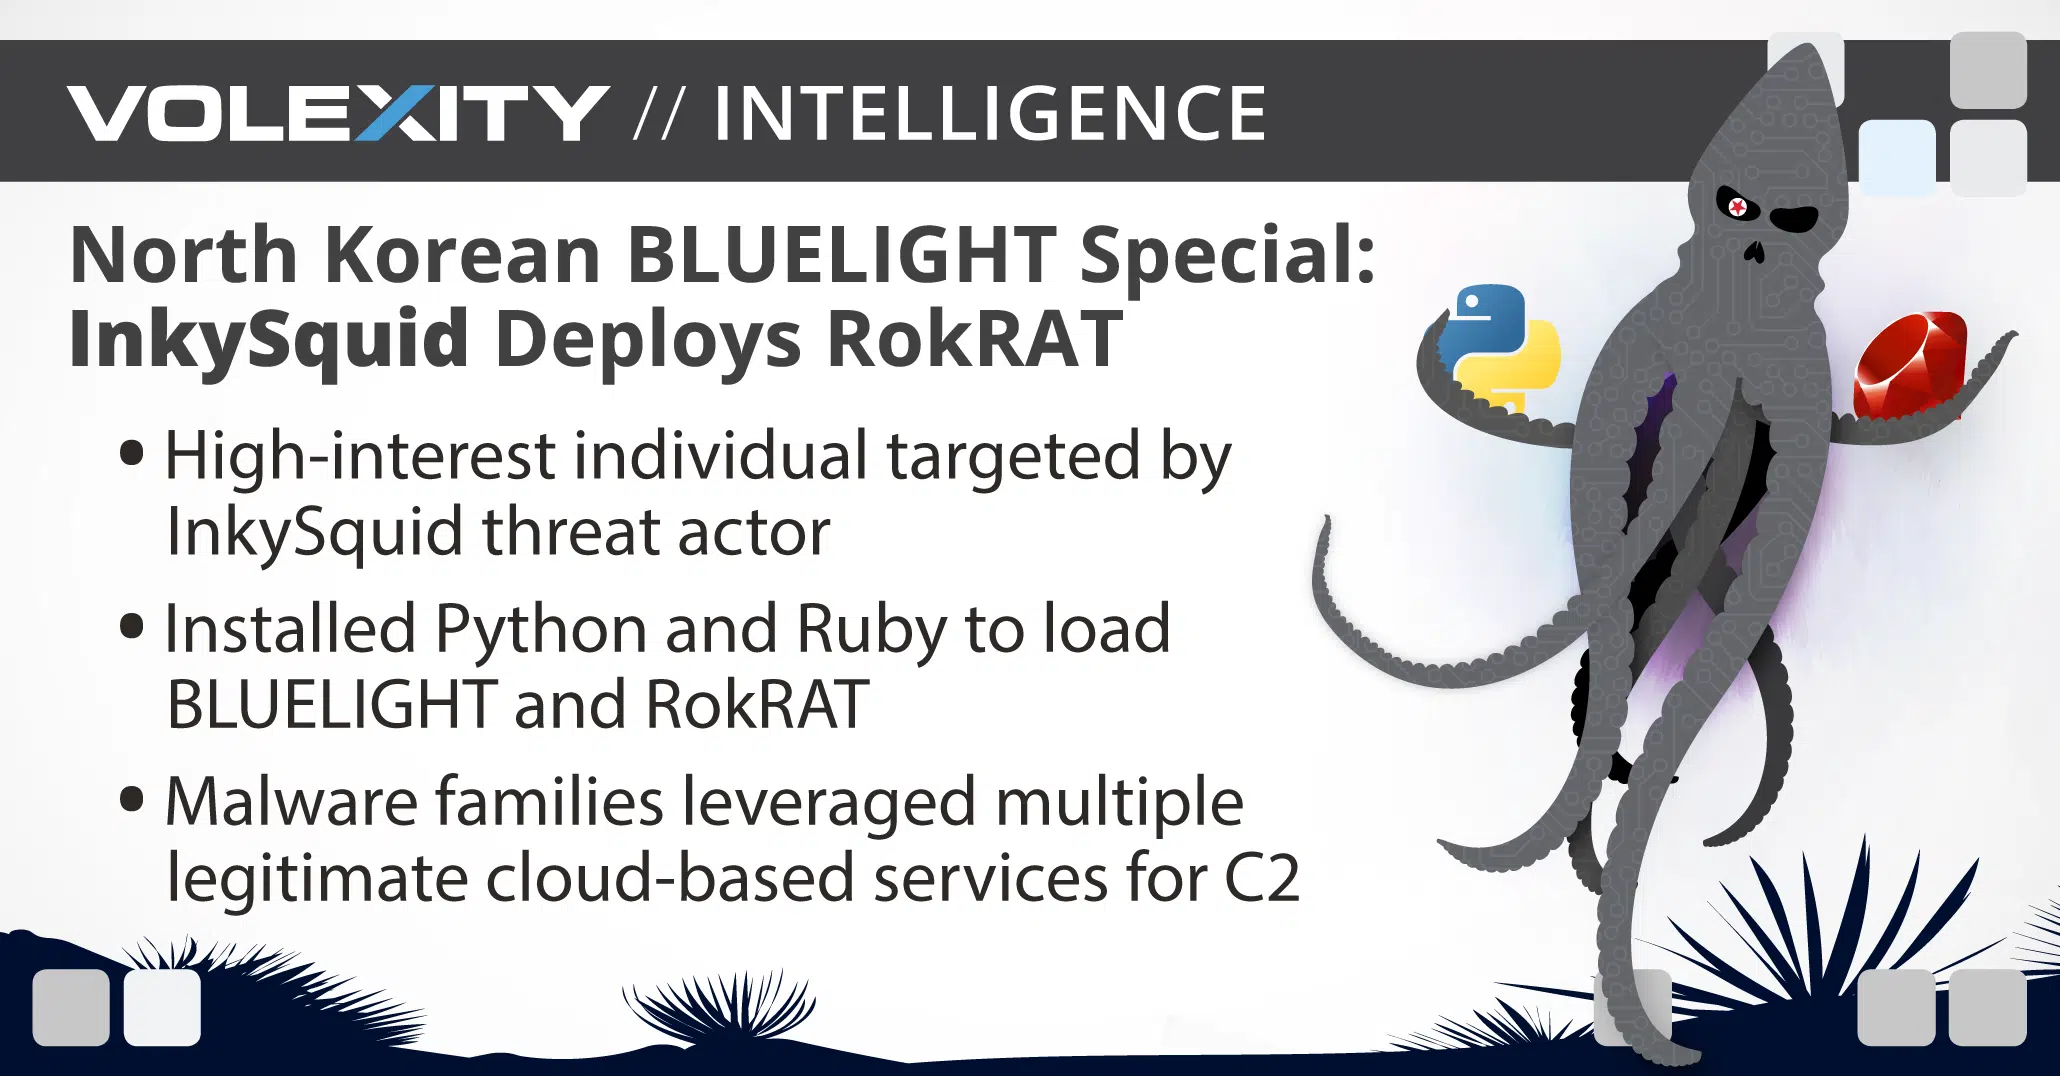 VOLEXITY // INTELLIGENCE
North Korean BLUELIGHT Special:
InkySquid Deploys RokRAT
• High-interest individual targeted by
InkySquid threat actor
• Installed Python and Ruby to load
BLUELIGHT and RokRAT
• Malware families leveraged multiple
legitimate cloud-based services for C2